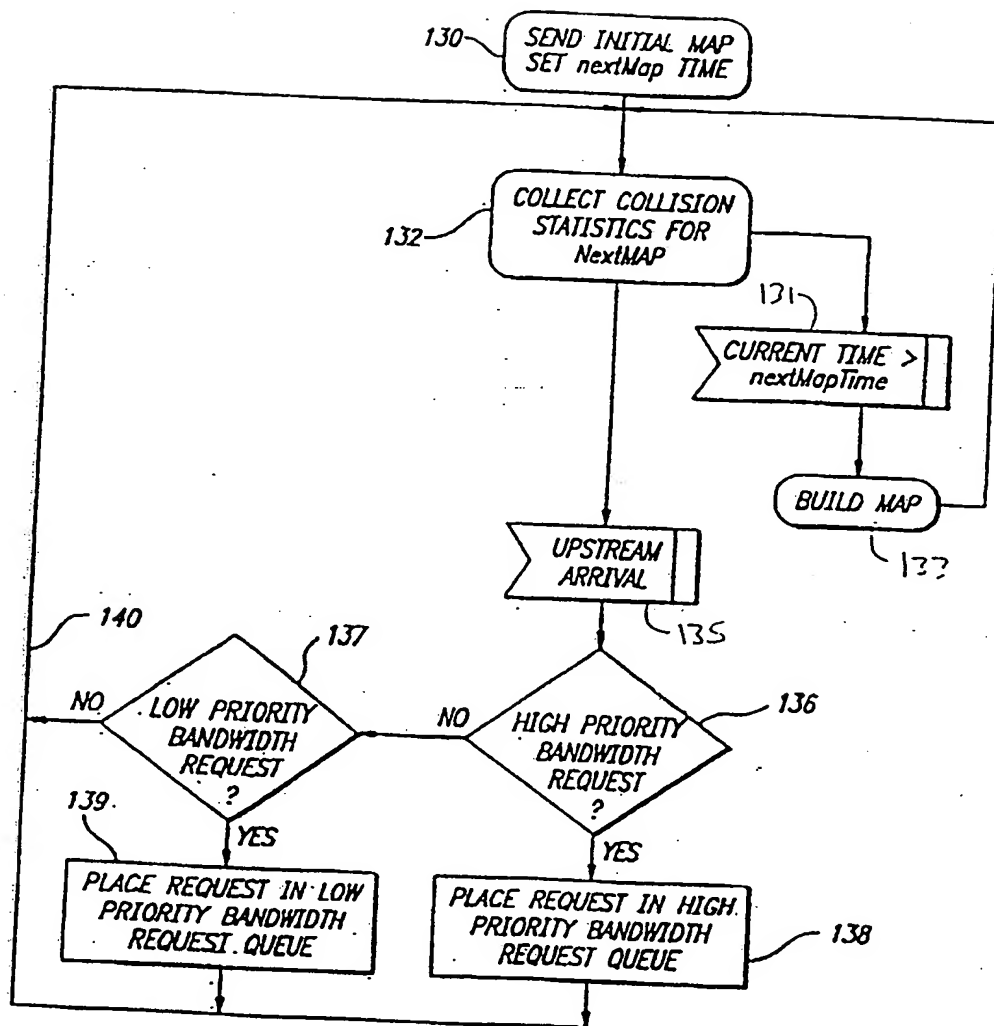 130
SEND INITIAL MAP
SET nextMap TIME
132
COLLECT COLLISION
STATISTICS FOR
NextMAP
131
CURRENT TIME >
nextMapTime
BUILD MAP
133
UPSTREAM
ARRIVAL
135
140
137
NO
LOW PRIORITY
BANDWIDTH
REQUEST
?
NO
HIGH PRIORITY
BANDWIDTH
REQUEST
?
136
139
YES
YES
PLACE REQUEST IN LOW
PRIORITY BANDWIDTH
REQUEST QUEUE
PLACE REQUEST IN HIGH
PRIORITY BANDWIDTH
REQUEST QUEUE
138